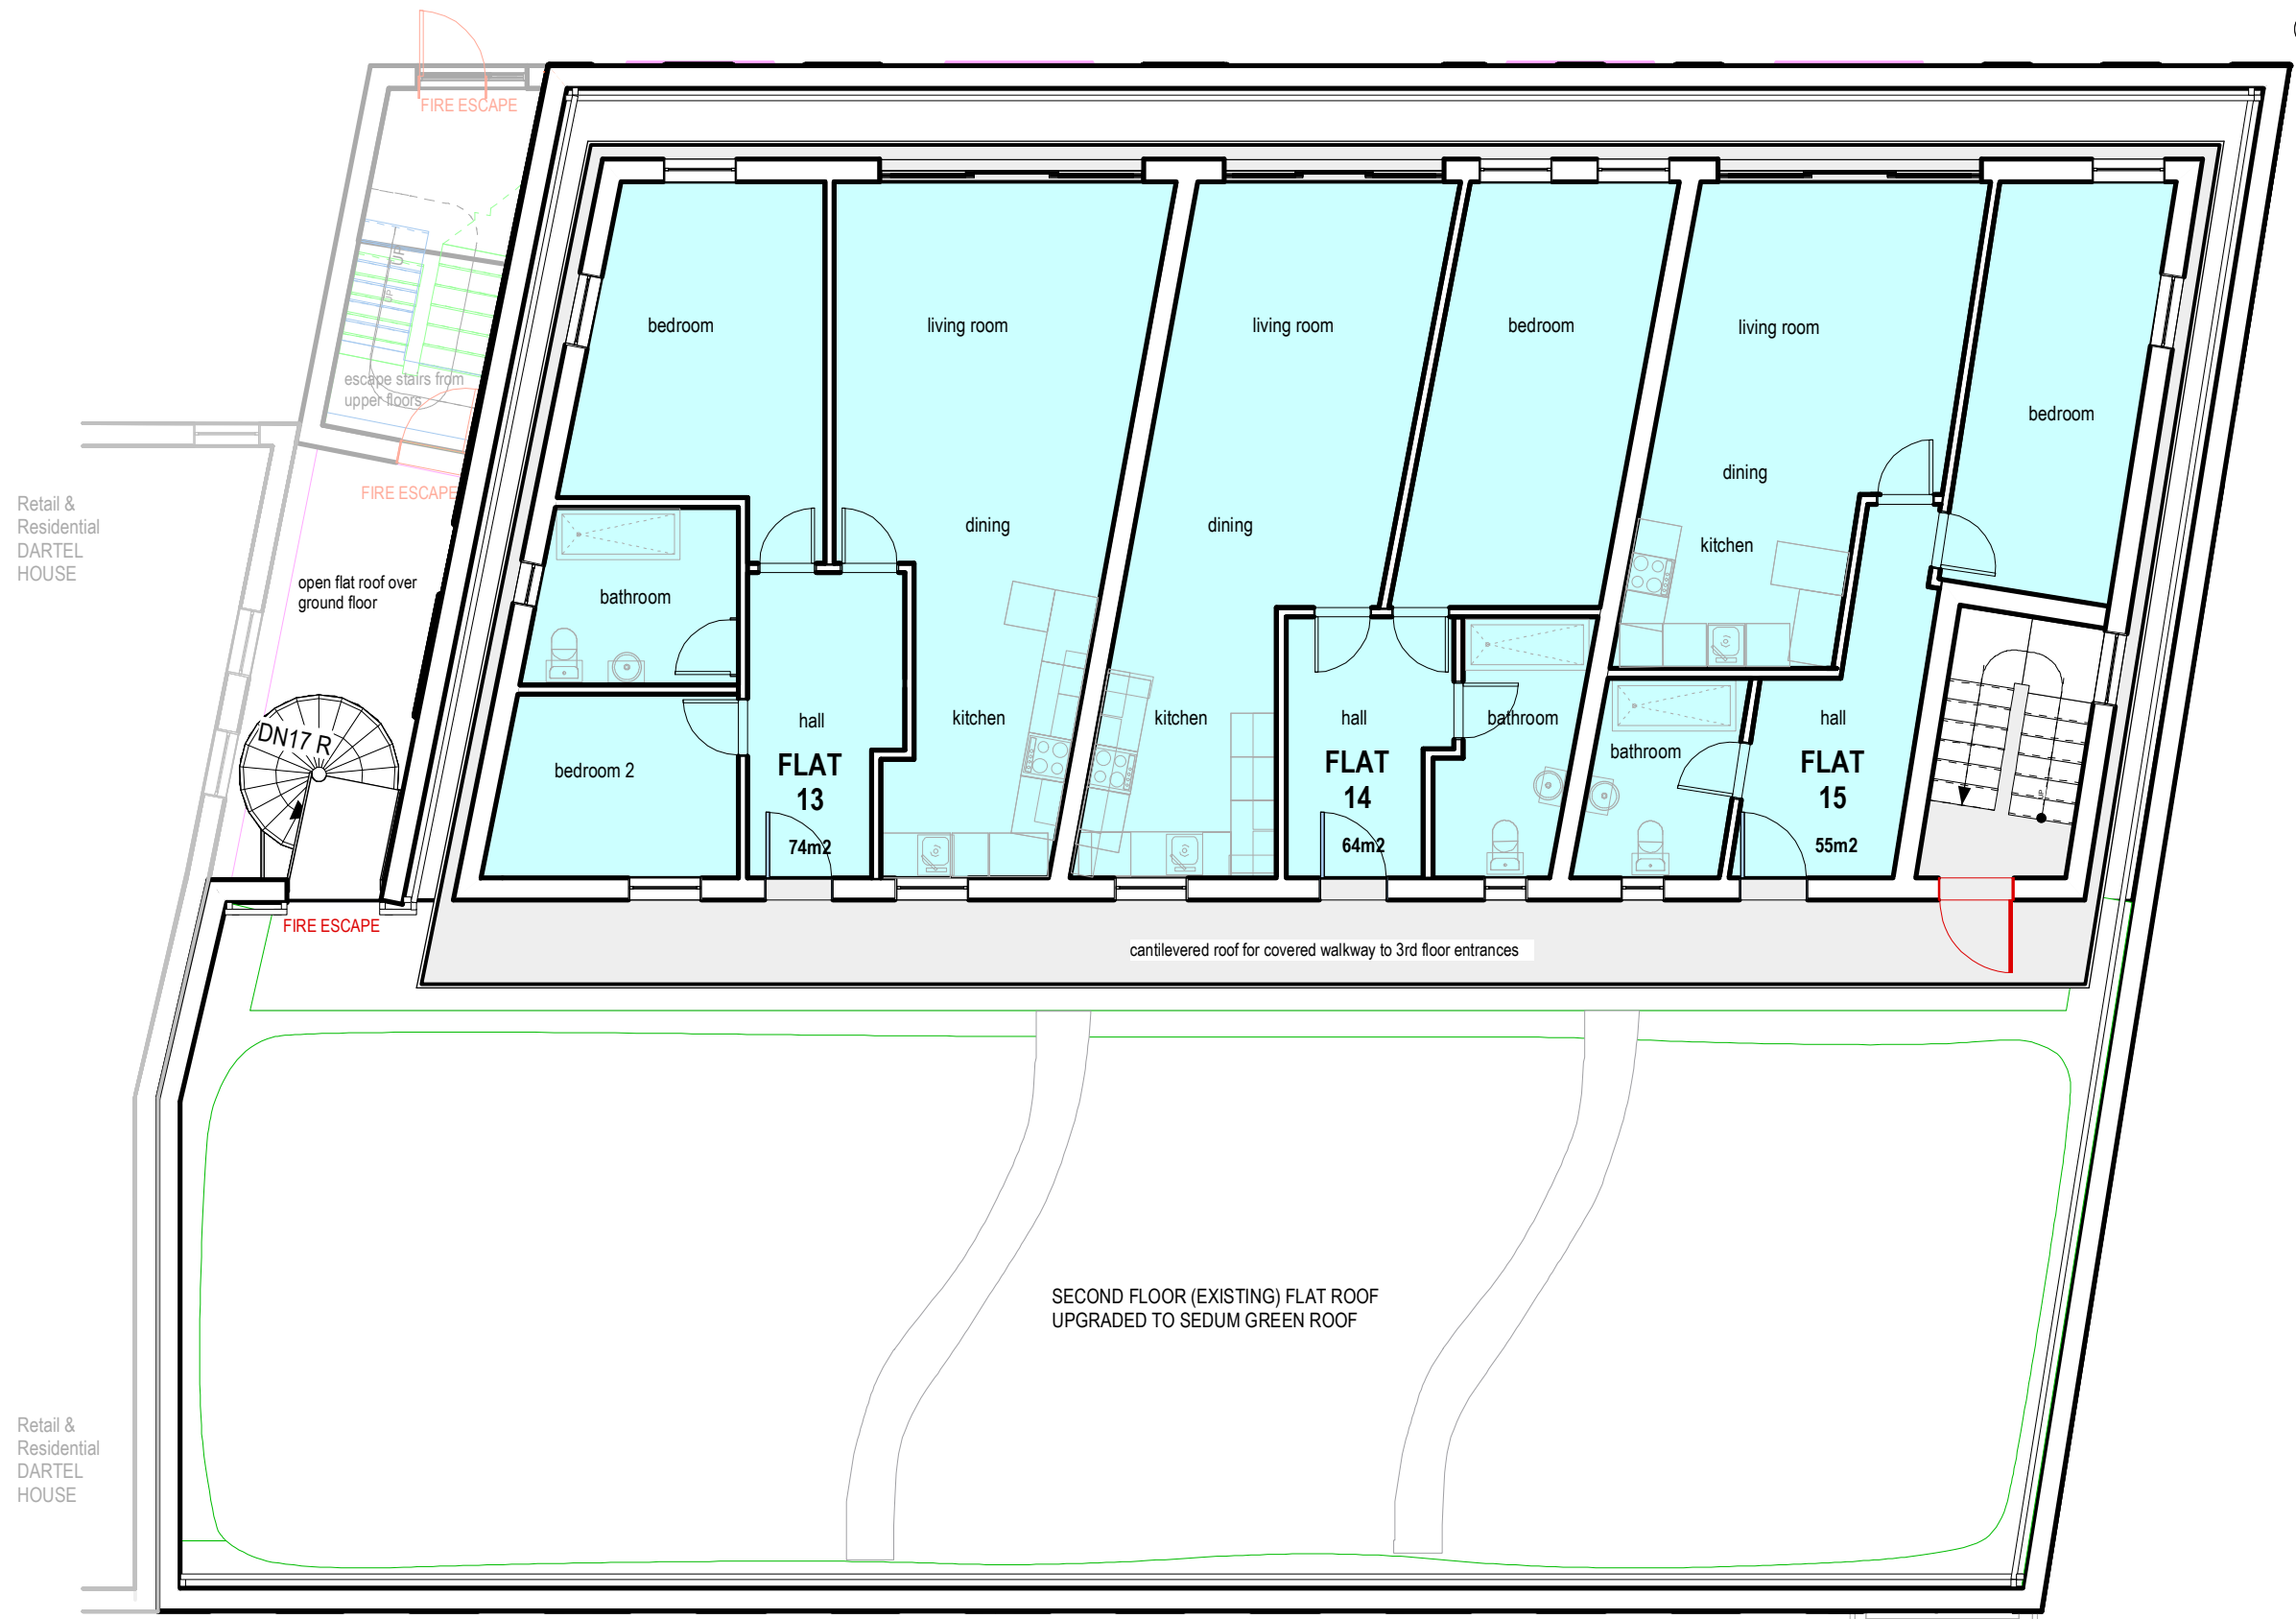 FIRE ESCAPE
UP
UP
escape stairs from
upper floors
FIRE ESCAPE
Retail &
Residential
DARTEL
HOUSE
open flat roof over
ground floor
DN17 R
FIRE ESCAPE
bedroom
living room
living room
bedroom
living room
bedroom
dining
dining
dining
kitchen
bathroom
bedroom 2
hall
FLAT
13
74m2
kitchen
kitchen
hall
FLAT
14
64m2
bathroom
bathroom
hall
FLAT
15
55m2
UP
cantilevered roof for covered walkway to 3rd floor entrances
SECOND FLOOR (EXISTING) FLAT ROOF
UPGRADED TO SEDUM GREEN ROOF
Retail &
Residential
DARTEL
HOUSE